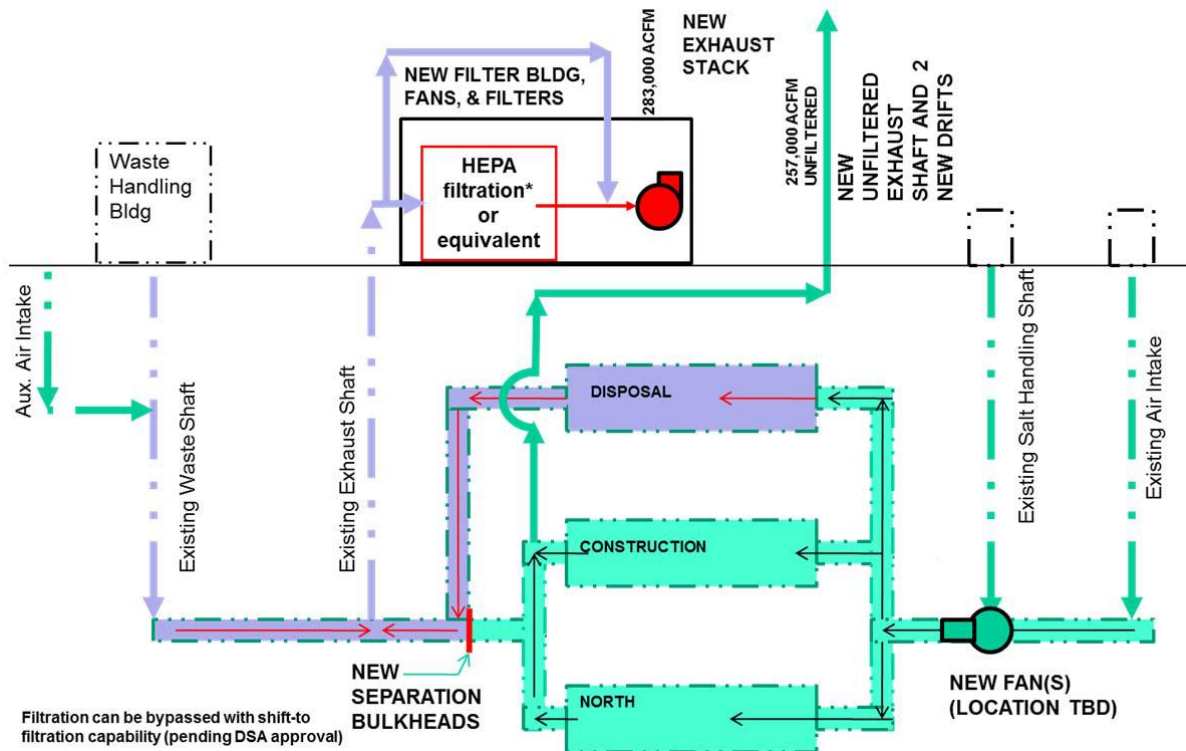 NEW
EXHAUST
STACK
283,000 ACFM
NEW FILTER BLDG,
FANS, & FILTERS
257,000 ACFM
UNFILTERED
NEW
UNFILTERED
EXHAUST
SHAFT AND 2
NEW DRIFTS
Waste
Handling
Bldg
HEPA
filtration*
or
equivalent
Aux. Air Intake
Existing Waste Shaft
Existing Exhaust Shaft
Existing Salt Handling Shaft
Existing Air Intake
DISPOSAL
CONSTRUCTION
NORTH
NEW
SEPARATION
BULKHEADS
NEW FAN(S)
(LOCATION TBD)
Filtration can be bypassed with shift-to
filtration capability (pending DSA approval)